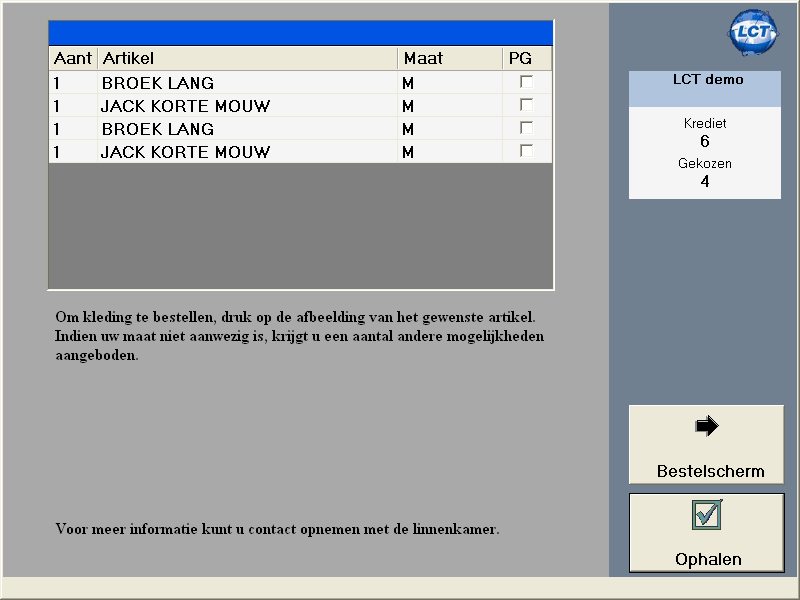 LCT
Aant Artikel Maat PG
1 BROEK LANG M
1 JACK KORTE MOUW M
1 BROEK LANG M
1 JACK KORTE MOUW M
LCT demo
Krediet
6
Gekozen
4
Om kleding te bestellen, druk op de afbeelding van het gewenste artikel.
Indien uw maat niet aanwezig is, krijgt u een aantal andere mogelijkheden
aangeboden.
Voor meer informatie kunt u contact opnemen met de linnenkamer.
Bestelscherm
Ophalen